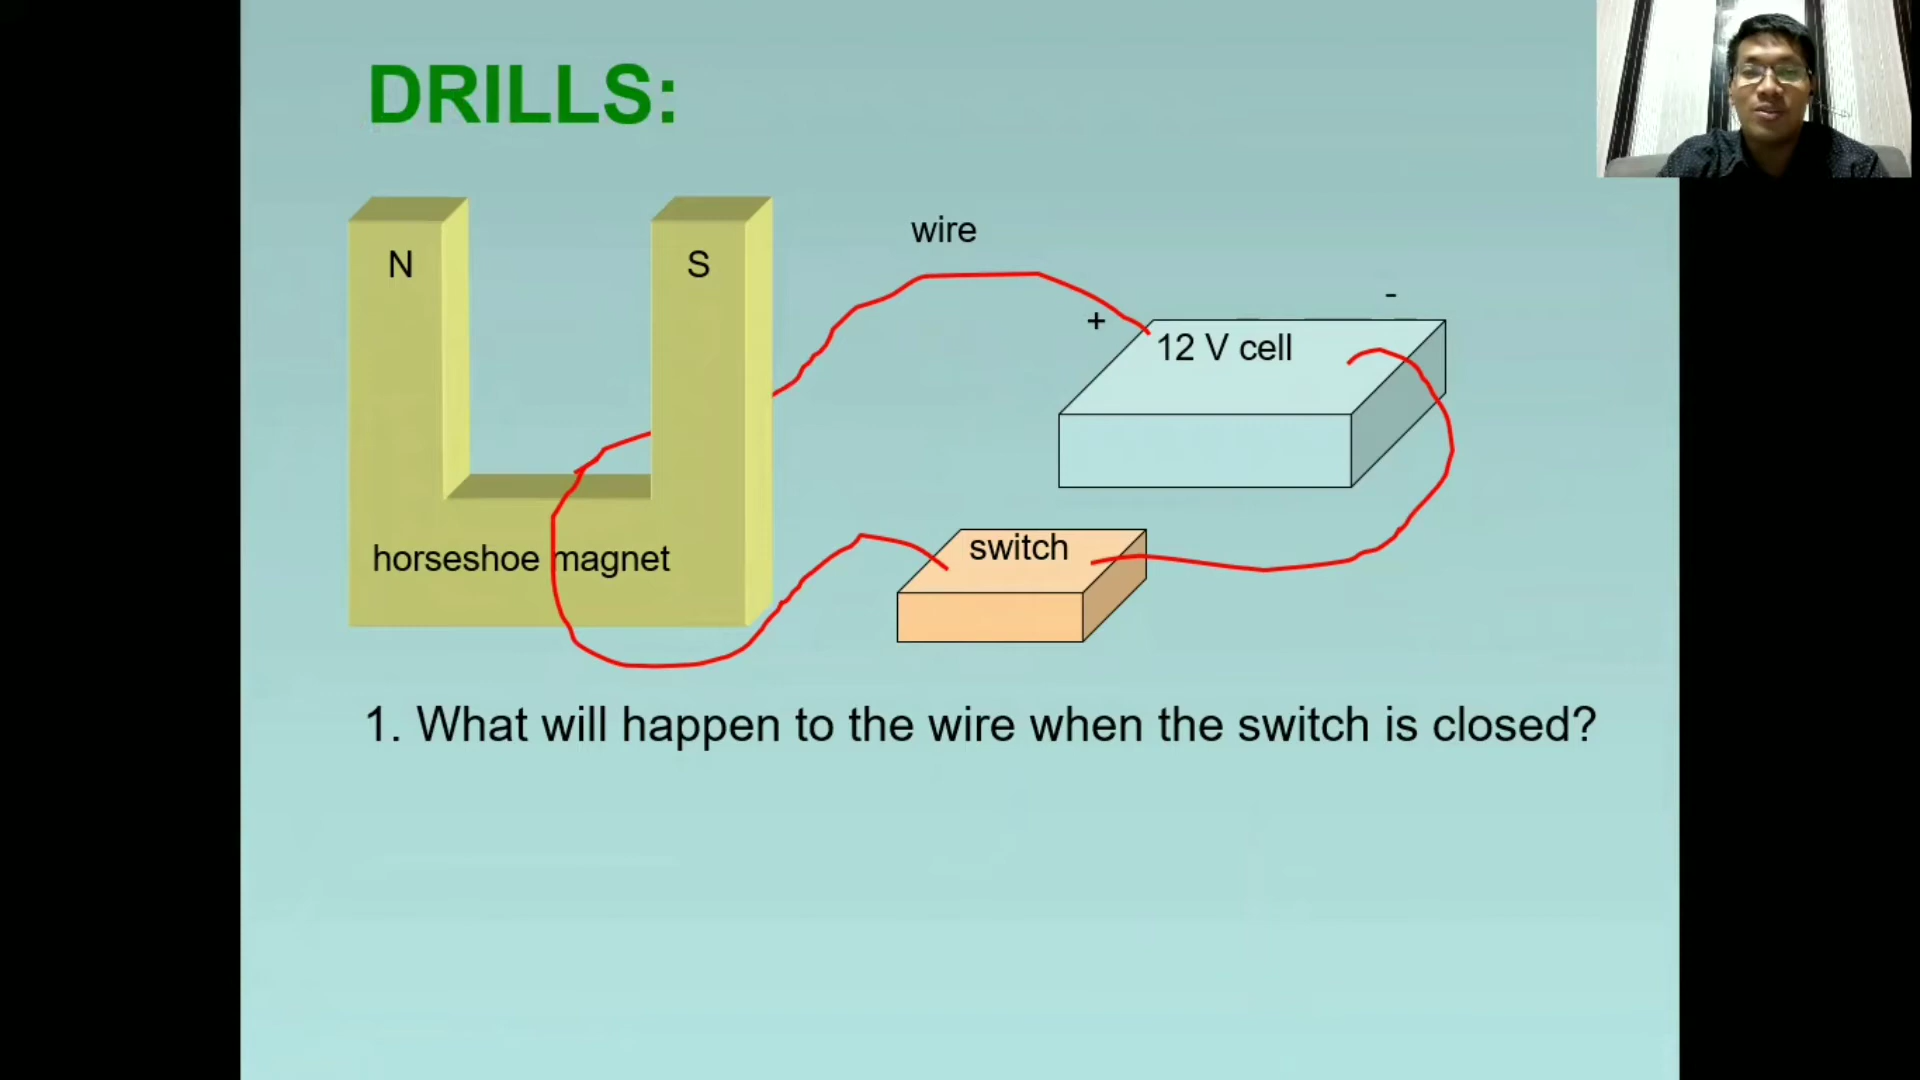 DRILLS:
N
S
wire
-
+
12 V cell
horseshoe magnet
switch
1. What will happen to the wire when the switch is closed?